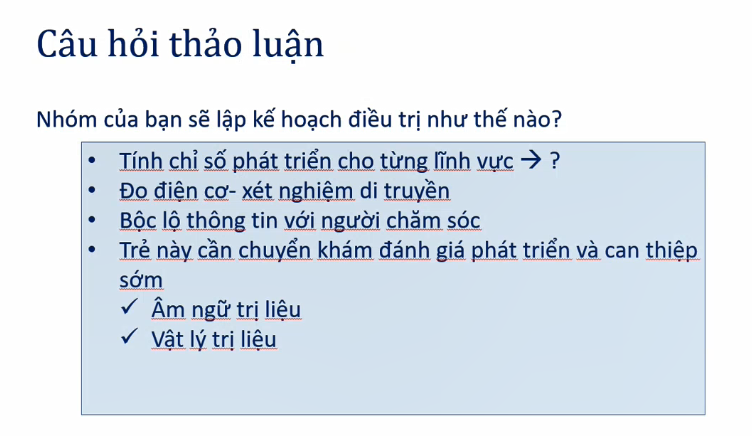 Câu hỏi thảo luận
Nhóm của bạn sẽ lập kế hoạch điều trị như thế nào?
• Tính chỉ số phát triển cho từng lĩnh vực → ?
• Đo điện cơ- xét nghiệm di truyền
• Bộc lộ thông tin với người chăm sóc
• Trẻ này cần chuyển khám đánh giá phát triển và can thiệp
sớm
✓ Âm ngữ trị liệu
✓ Vật lý trị liệu